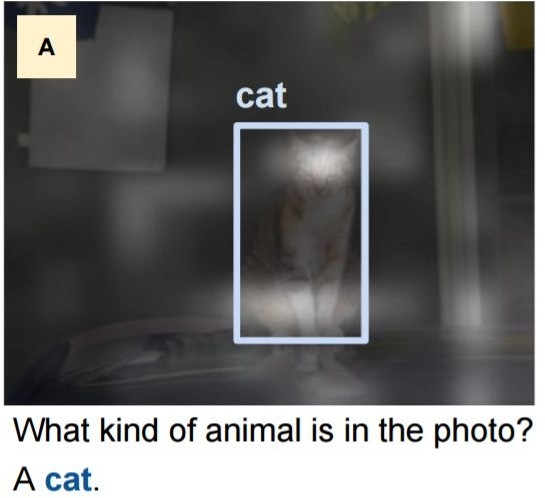 A
cat
What kind of animal is in the photo?
A cat.